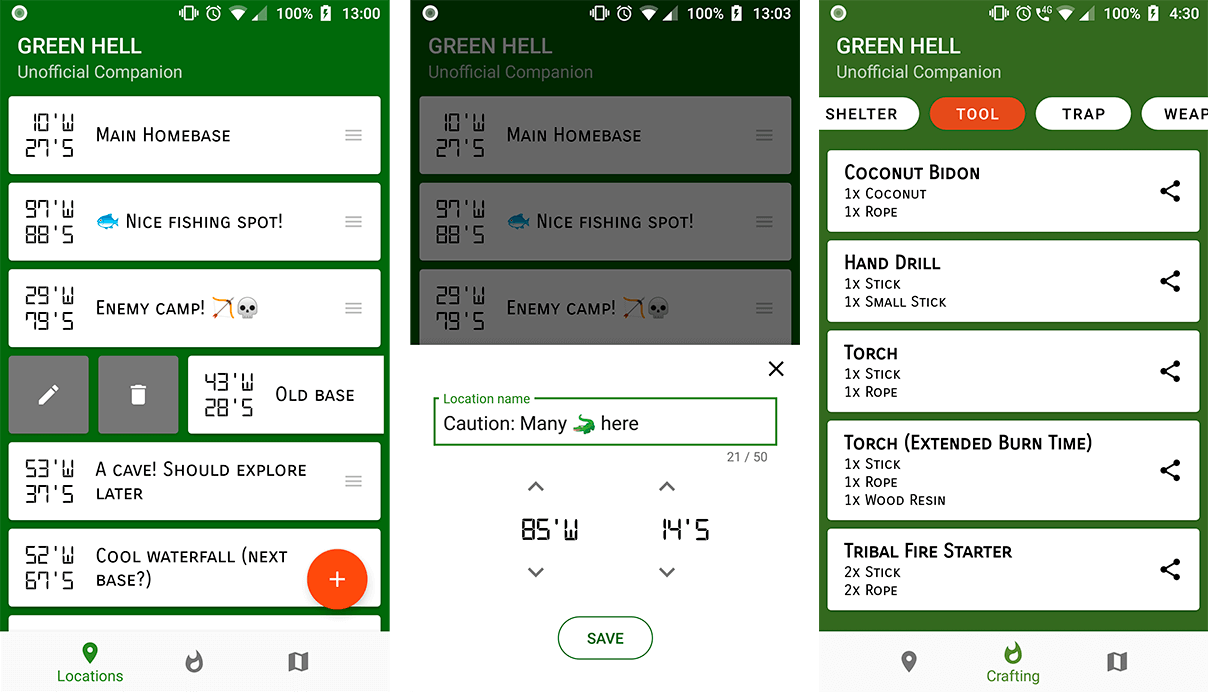 100% 13:00
GREEN HELL
Unofficial Companion
10'W
27'S
MAIN HOMEBASE
97'W
88'S
🐟 NICE FISHING SPOT!
29'W
79'S
ENEMY CAMP! 🏹💀
43'W
28'S
OLD BASE
53'W
37'S
A CAVE! SHOULD EXPLORE
LATER
52'W
67'S
COOL WATERFALL (NEXT
BASE?)
+
Locations
100% 13:03
GREEN HELL
Unofficial Companion
10'W
27'S
MAIN HOMEBASE
97'W
88'S
🐟 NICE FISHING SPOT!
29'W
79'S
ENEMY CAMP! 🏹💀
Location name
Caution: Many 🐊 here
21 / 50
85'W 14'S
SAVE
4G 100% 4:30
GREEN HELL
Unofficial Companion
SHELTER TOOL TRAP WEAP
COCONUT BIDON
1X COCONUT
1X ROPE
HAND DRILL
1X STICK
1X SMALL STICK
TORCH
1X STICK
1X ROPE
TORCH (EXTENDED BURN TIME)
1X STICK
1X ROPE
1X WOOD RESIN
TRIBAL FIRE STARTER
2X STICK
2X ROPE
Crafting